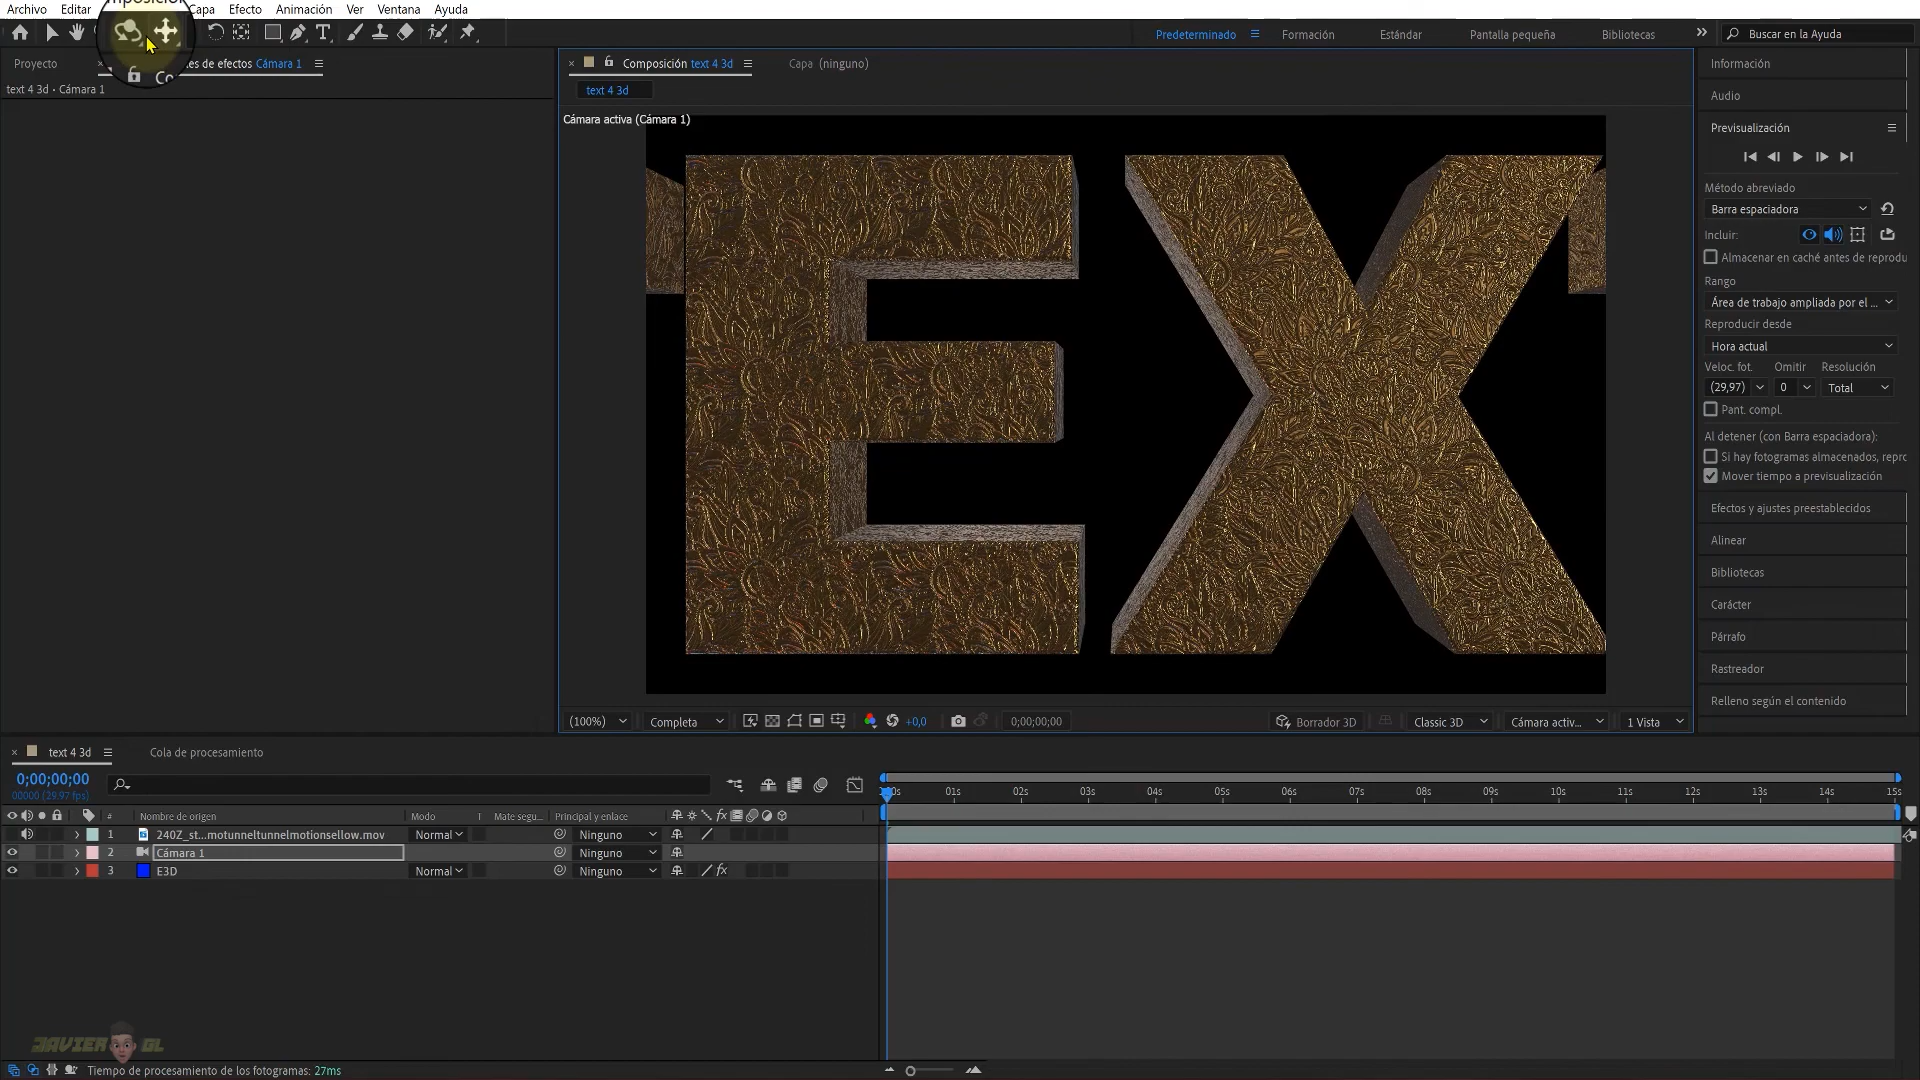 Archivo Editar Capa Efecto Animación Ver Ventana Ayuda
Predeterminado Formación Estándar Pantalla pequeña Bibliotecas Buscar en la Ayuda
Proyecto es de efectos Cámara 1
text 4 3d • Cámara 1
Composición text 4 3d Capa (ninguno)
text 4 3d
Cámara activa (Cámara 1)
EX
(100%) Completa +0,0 0;00;00;00 Borrador 3D Classic 3D Cámara activ... 1 Vista
Información
Audio
Previsualización
Método abreviado
Barra espaciadora
Incluir:
Almacenar en caché antes de reprodu
Rango
Área de trabajo ampliada por el ...
Reproducir desde
Hora actual
Veloc. fot. Omitir Resolución
(29,97) 0 Total
Pant. compl.
Al detener (con Barra espaciadora):
Si hay fotogramas almacenados, repro
Mover tiempo a previsualización
Efectos y ajustes preestablecidos
Alinear
Bibliotecas
Carácter
Párrafo
Rastreador
Relleno según el contenido
text 4 3d Cola de procesamiento
0;00;00;00
00000 (29.97 fps)
01s 02s 03s 04s 05s 06s 07s 08s 09s 10s 11s 12s 13s 14s 15s
# Nombre de origen Modo T Mate segu... Principal y enlace fx
1 240Z_st...motunneltunnelmotionsellow.mov Normal Ninguno
2 Cámara 1 Ninguno
3 E3D Normal Ninguno fx
JAVIER GL
Tiempo de procesamiento de los fotogramas: 27ms